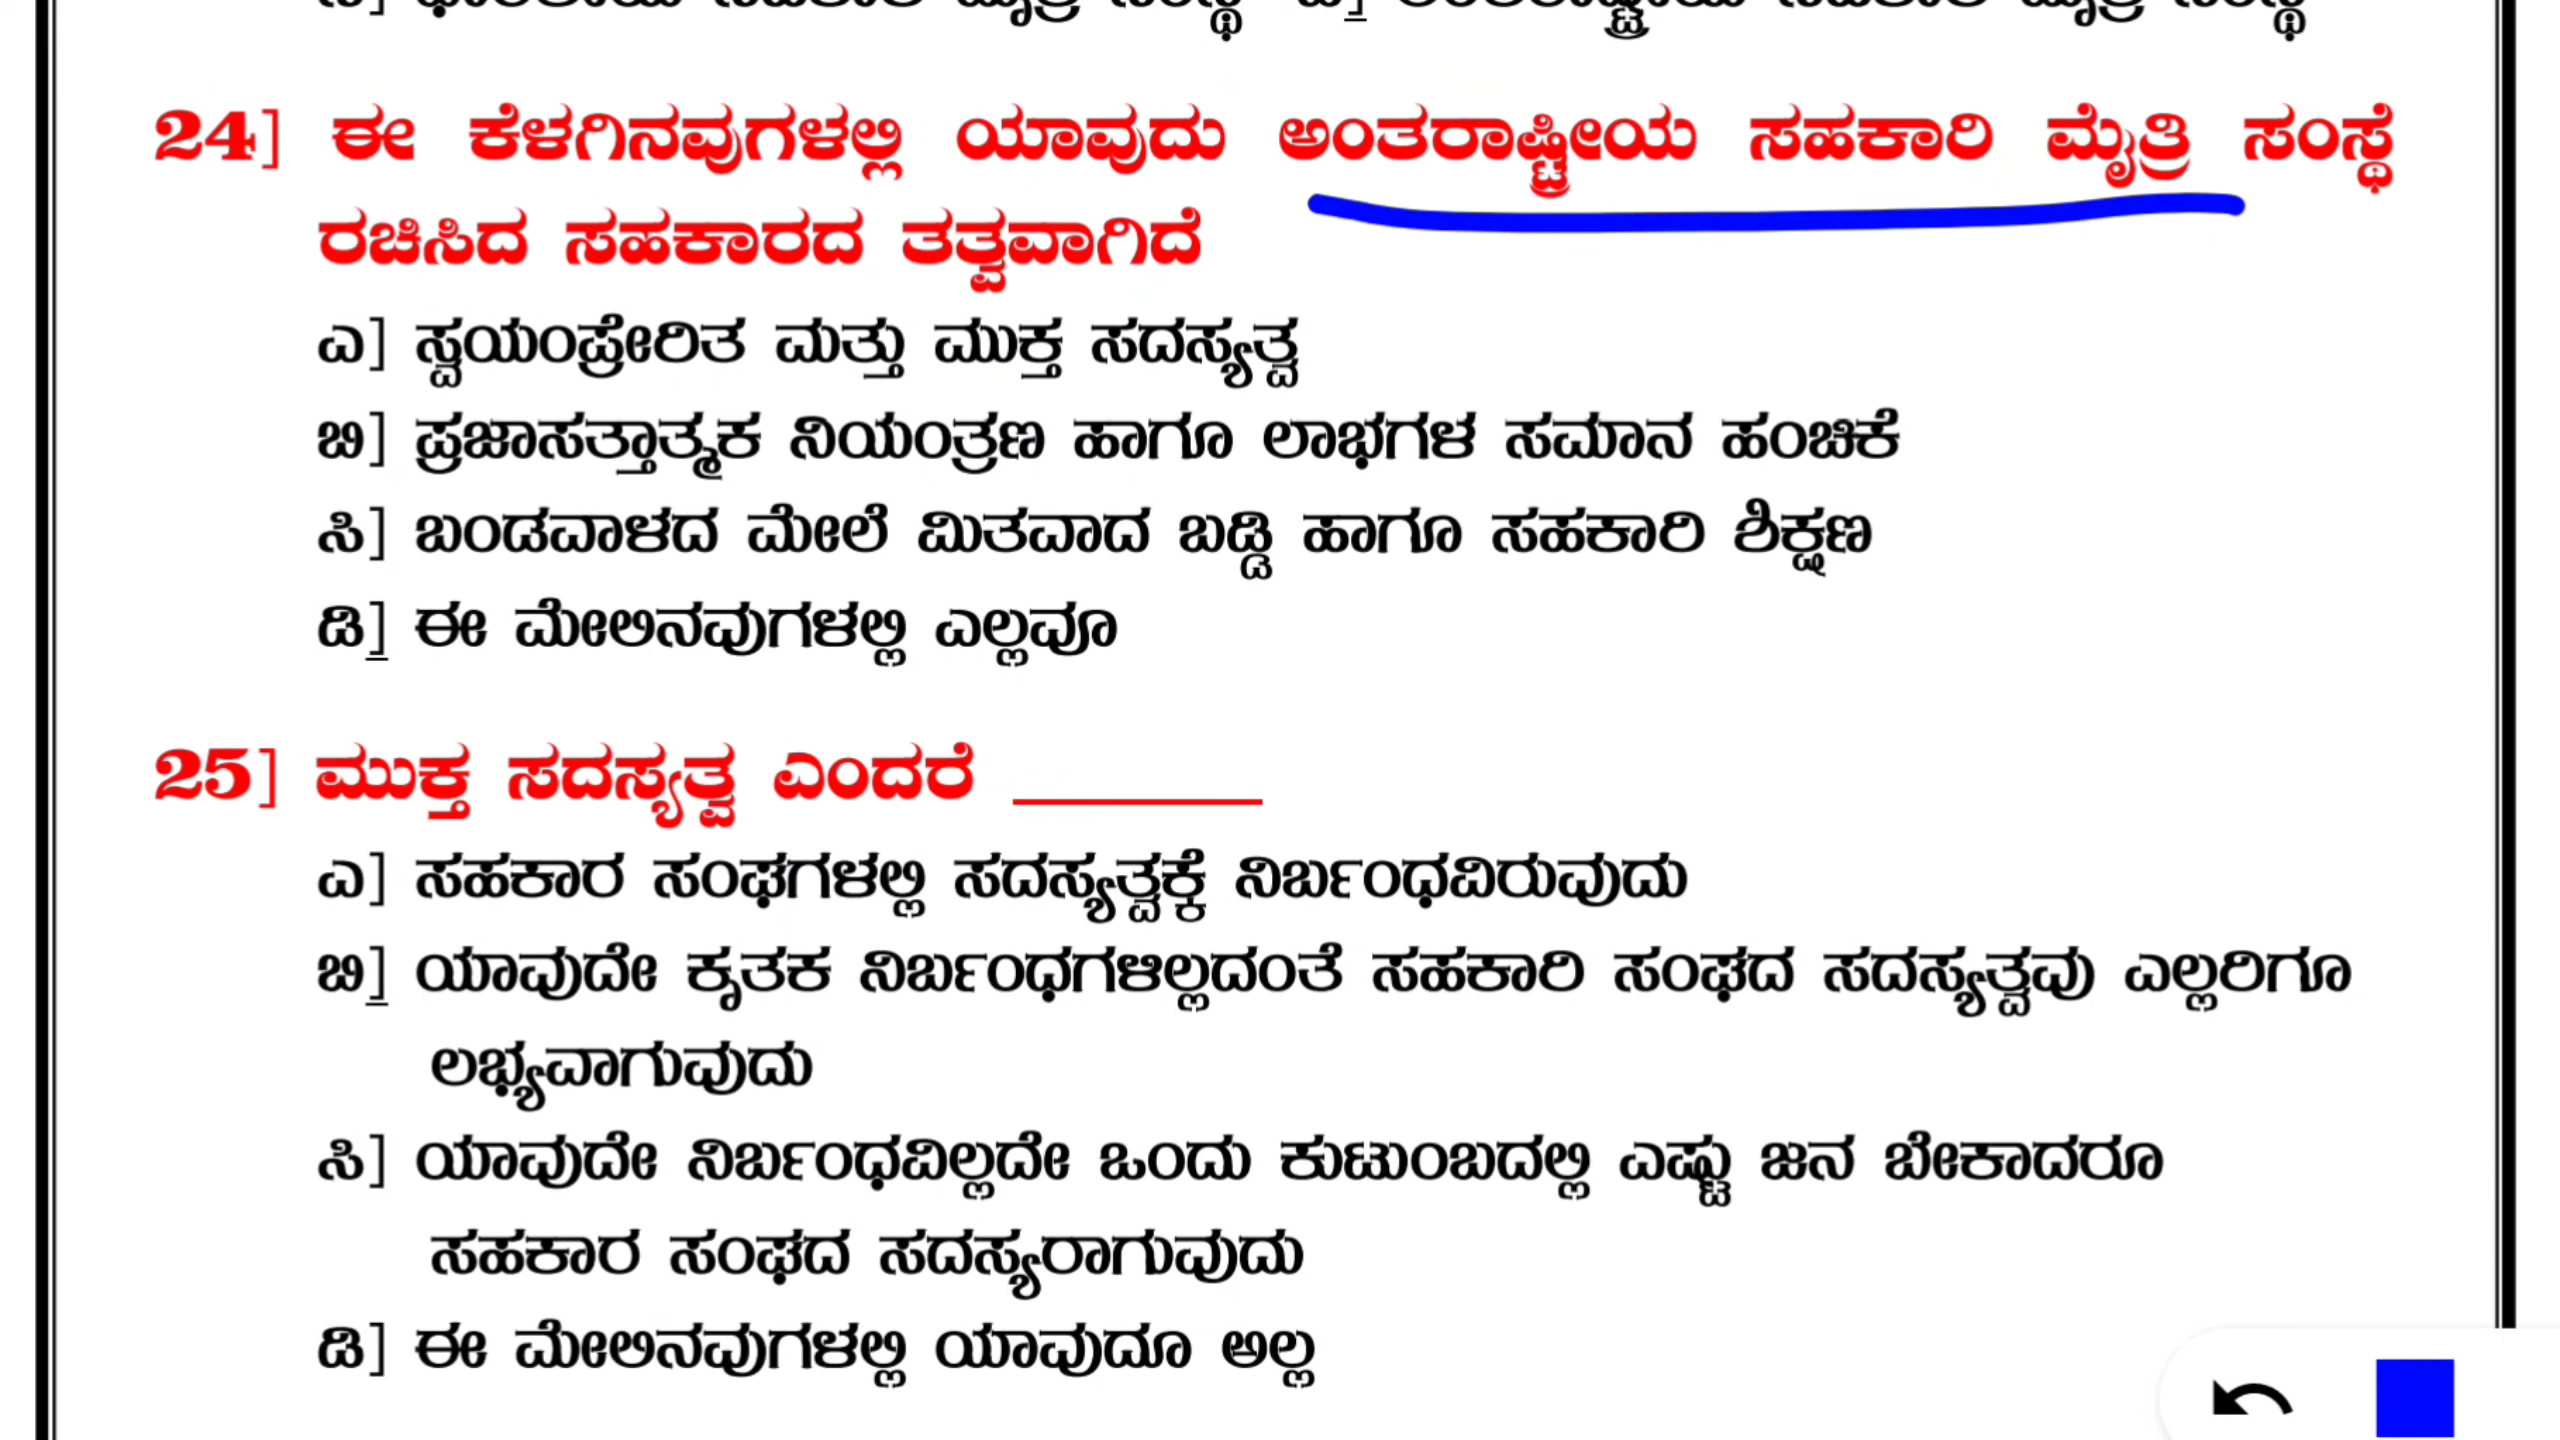 24] ಈ ಕೆಳಗಿನವುಗಳಲ್ಲಿ ಯಾವುದು ಅಂತರಾಷ್ಟ್ರೀಯ ಸಹಕಾರಿ ಮೈತ್ರಿ ಸಂಸ್ಥೆ
ರಚಿಸಿದ ಸಹಕಾರದ ತತ್ವವಾಗಿದೆ
ಎ] ಸ್ವಯಂಪ್ರೇರಿತ ಮತ್ತು ಮುಕ್ತ ಸದಸ್ಯತ್ವ
ಬಿ] ಪ್ರಜಾಸತ್ತಾತ್ಮಕ ನಿಯಂತ್ರಣ ಹಾಗೂ ಲಾಭಗಳ ಸಮಾನ ಹಂಚಿಕೆ
ಸಿ] ಬಂಡವಾಳದ ಮೇಲೆ ಮಿತವಾದ ಬಡ್ಡಿ ಹಾಗೂ ಸಹಕಾರಿ ಶಿಕ್ಷಣ
ಡಿ] ಈ ಮೇಲಿನವುಗಳಲ್ಲಿ ಎಲ್ಲವೂ
25] ಮುಕ್ತ ಸದಸ್ಯತ್ವ ಎಂದರೆ ________
ಎ] ಸಹಕಾರ ಸಂಘಗಳಲ್ಲಿ ಸದಸ್ಯತ್ವಕ್ಕೆ ನಿರ್ಬಂಧವಿರುವುದು
ಬಿ] ಯಾವುದೇ ಕೃತಕ ನಿರ್ಬಂಧಗಳಿಲ್ಲದಂತೆ ಸಹಕಾರಿ ಸಂಘದ ಸದಸ್ಯತ್ವವು ಎಲ್ಲರಿಗೂ
ಲಭ್ಯವಾಗುವುದು
ಸಿ] ಯಾವುದೇ ನಿರ್ಬಂಧವಿಲ್ಲದೇ ಒಂದು ಕುಟುಂಬದಲ್ಲಿ ಎಷ್ಟು ಜನ ಬೇಕಾದರೂ
ಸಹಕಾರ ಸಂಘದ ಸದಸ್ಯರಾಗುವುದು
ಡಿ] ಈ ಮೇಲಿನವುಗಳಲ್ಲಿ ಯಾವುದೂ ಅಲ್ಲ